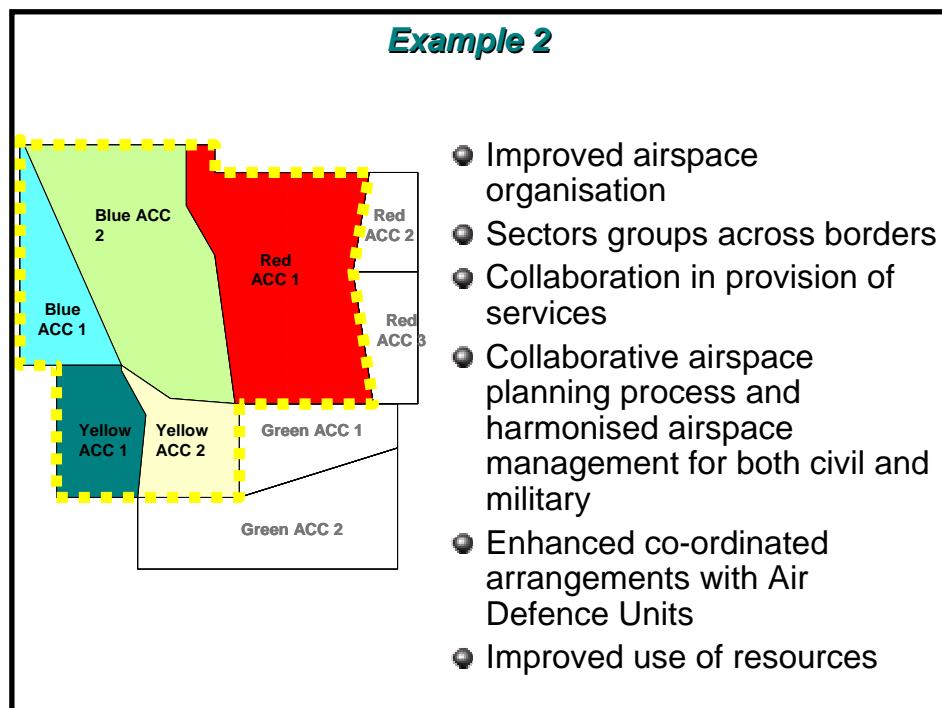 Example 2
Blue ACC
2
Red
ACC 2
Red
ACC 1
Blue
ACC 1
Red
ACC 3
Yellow
ACC 1
Yellow
ACC 2
Green ACC 1
Green ACC 2
Improved airspace
organisation
Sectors groups across borders
Collaboration in provision of
services
Collaborative airspace
planning process and
harmonised airspace
management for both civil and
military
Enhanced co-ordinated
arrangements with Air
Defence Units
Improved use of resources